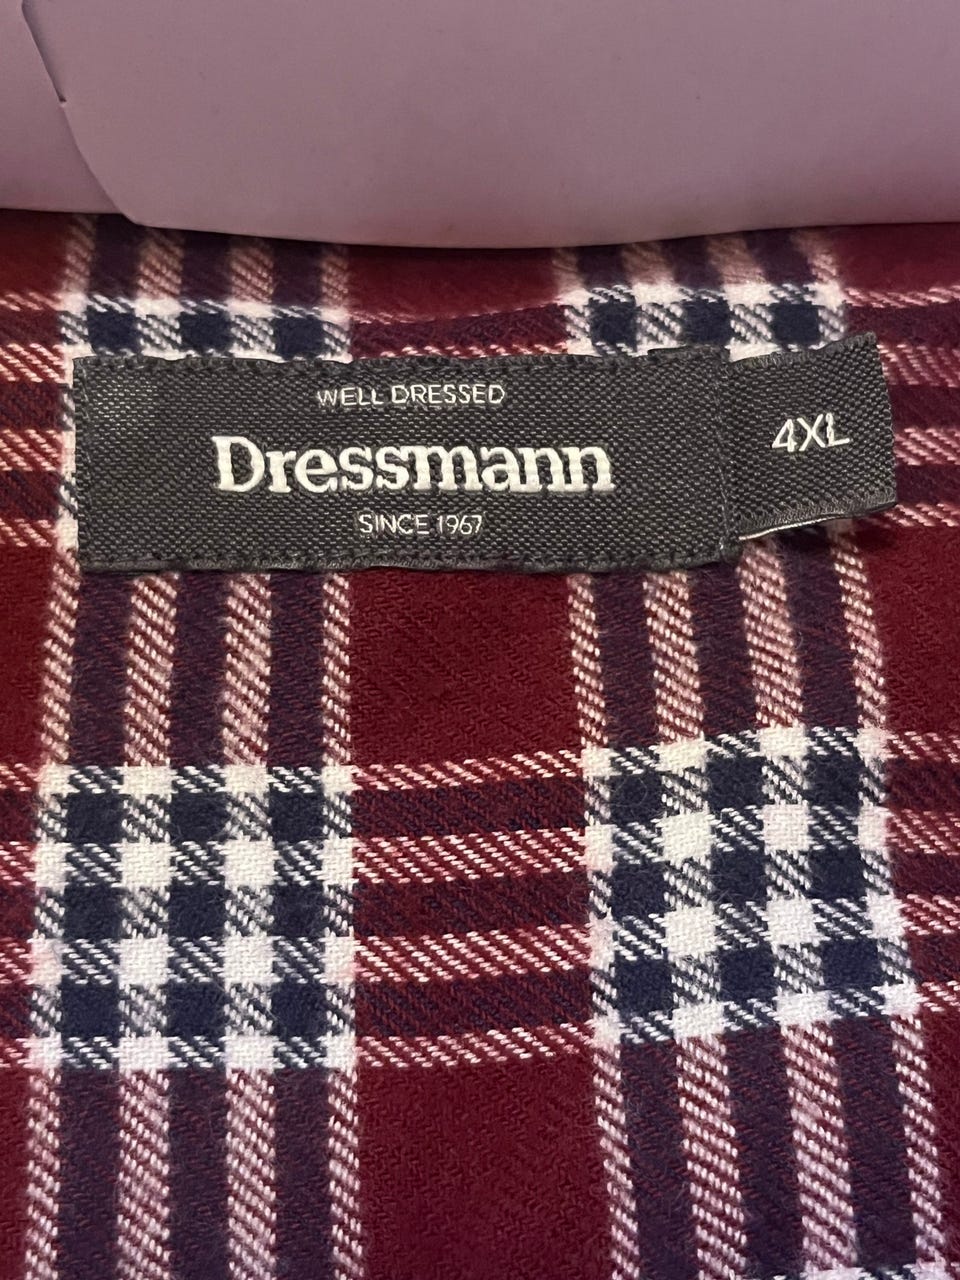 WELL DRESSED
Dressmann
SINCE 1967
4XL